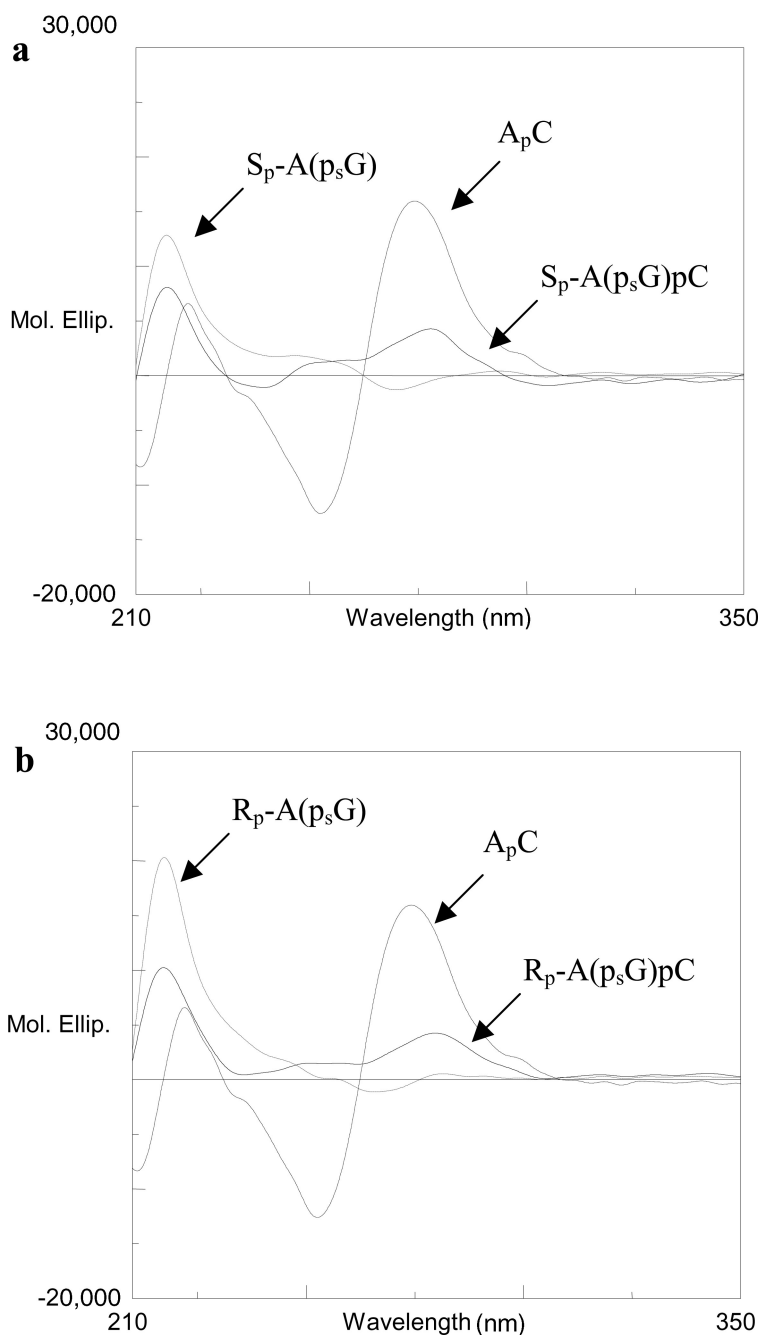 a
30,000
ApC
Sp-A(psG)
Sp-A(psG)pC
Mol. Ellip.
-20,000
210 Wavelength (nm) 350
b
30,000
Rp-A(psG)
ApC
Rp-A(psG)pC
Mol. Ellip.
-20,000
210 Wavelength (nm) 350